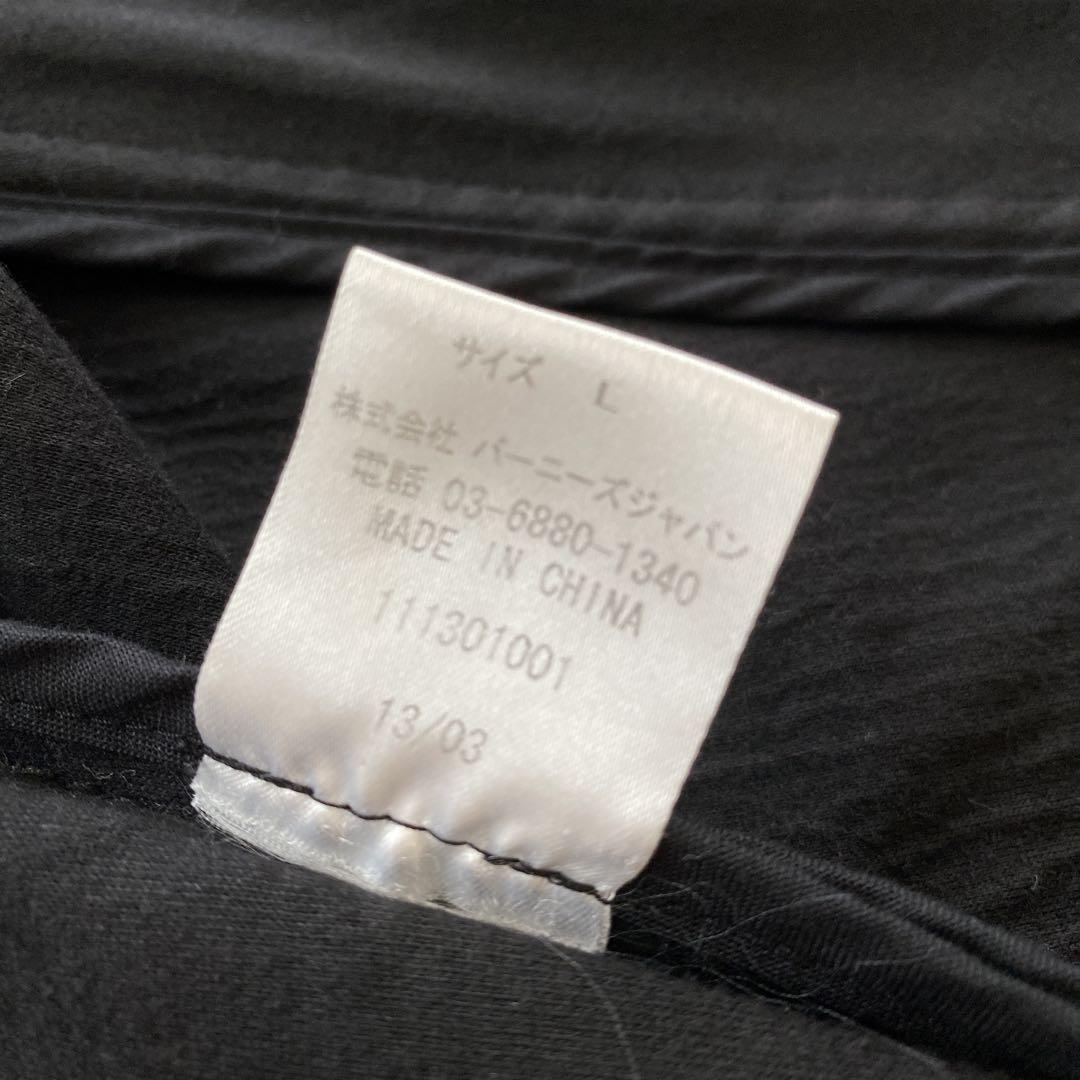 サイズ L
株式会社 バーニーズジャパン
電話 03-6880-1340
MADE IN CHINA
111301001
13/03